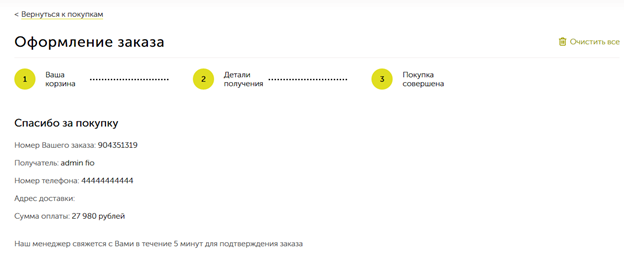 < Вернуться к покупкам
Оформление заказа
Очистить все
1
Ваша
корзина
2
Детали
получения
3
Покупка
совершена
Спасибо за покупку
Номер Вашего заказа: 904351319
Получатель: admin fio
Номер телефона: 44444444444
Адрес доставки:
Сумма оплаты: 27 980 рублей
Наш менеджер свяжется с Вами в течение 5 минут для подтверждения заказа